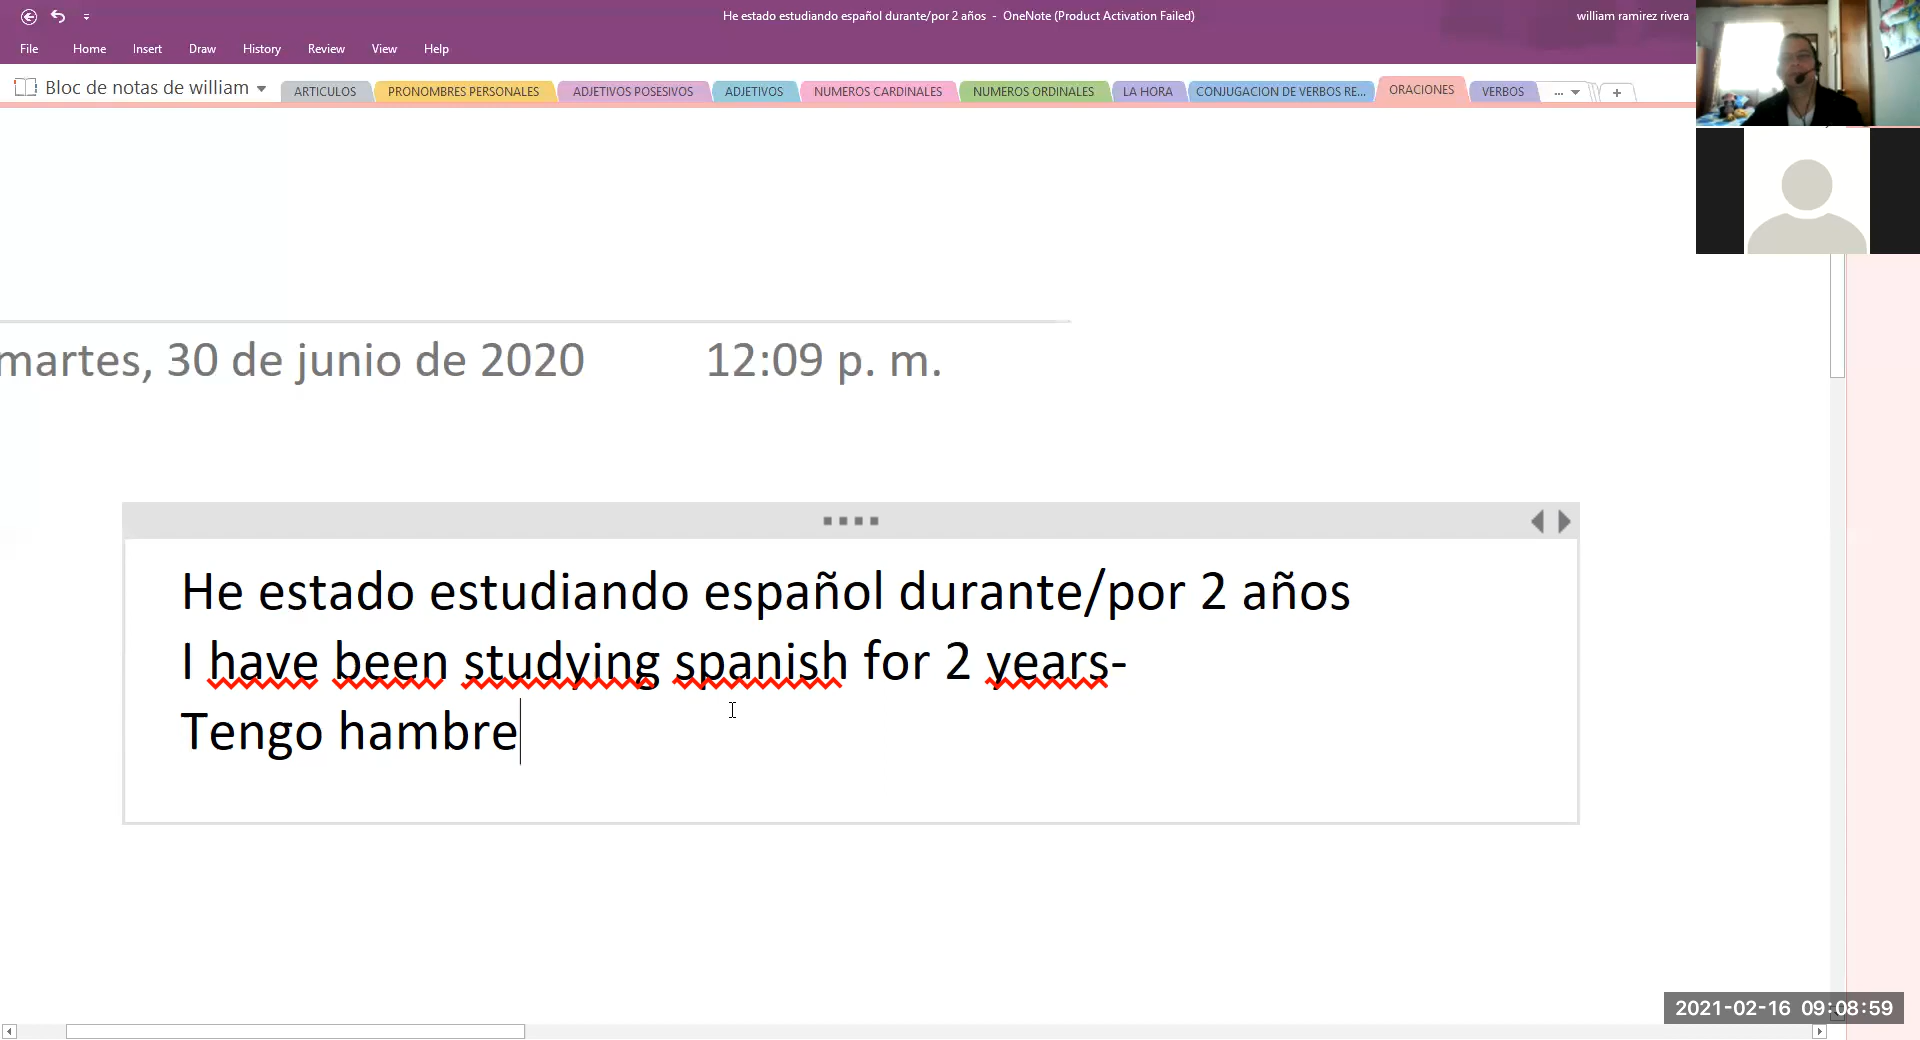 He estado estudiando español durante/por 2 años - OneNote (Product Activation Failed)
william ramirez rivera
File Home Insert Draw History Review View Help
Bloc de notas de william
ARTICULOS PRONOMBRES PERSONALES ADJETIVOS POSESIVOS ADJETIVOS NUMEROS CARDINALES NUMEROS ORDINALES LA HORA CONJUGACION DE VERBOS RE... ORACIONES VERBOS ... +
martes, 30 de junio de 2020 12:09 p. m.
He estado estudiando español durante/por 2 años
I have been studying spanish for 2 years-
Tengo hambre
2021-02-16 09:08:59